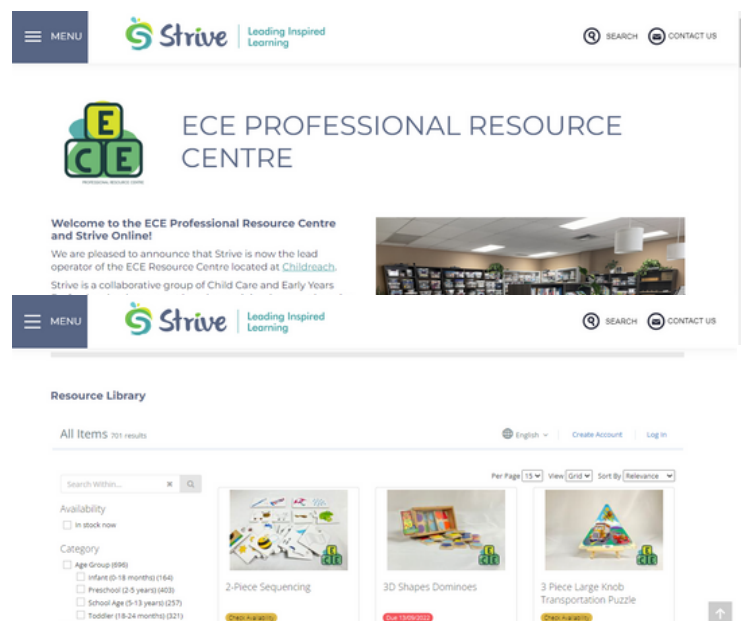 MENU
Strive
Leading Inspired
Learning
SEARCH
CONTACT US
E
C E
PROFESSIONAL RESOURCE CENTRE
ECE PROFESSIONAL RESOURCE
CENTRE
Welcome to the ECE Professional Resource Centre
and Strive Online!
We are pleased to announce that Strive is now the lead
operator of the ECE Resource Centre located at Childreach.
Strive is a collaborative group of Child Care and Early Years
MENU
Strive
Leading Inspired
Learning
SEARCH
CONTACT US
Resource Library
All Items 701 results
English
Create Account
Log In
Per Page 15 View Grid Sort By Relevance
Search Within...
Availability
In stock now
Category
Age Group (696)
Infant (0-18 months) (164)
Preschool (2-5 years) (403)
School Age (5-13 years) (257)
Toddler (18-24 months) (321)
2-Piece Sequencing
Check Availability
3D Shapes Dominoes
Due 13/09/2022
3 Piece Large Knob
Transportation Puzzle
Check Availability